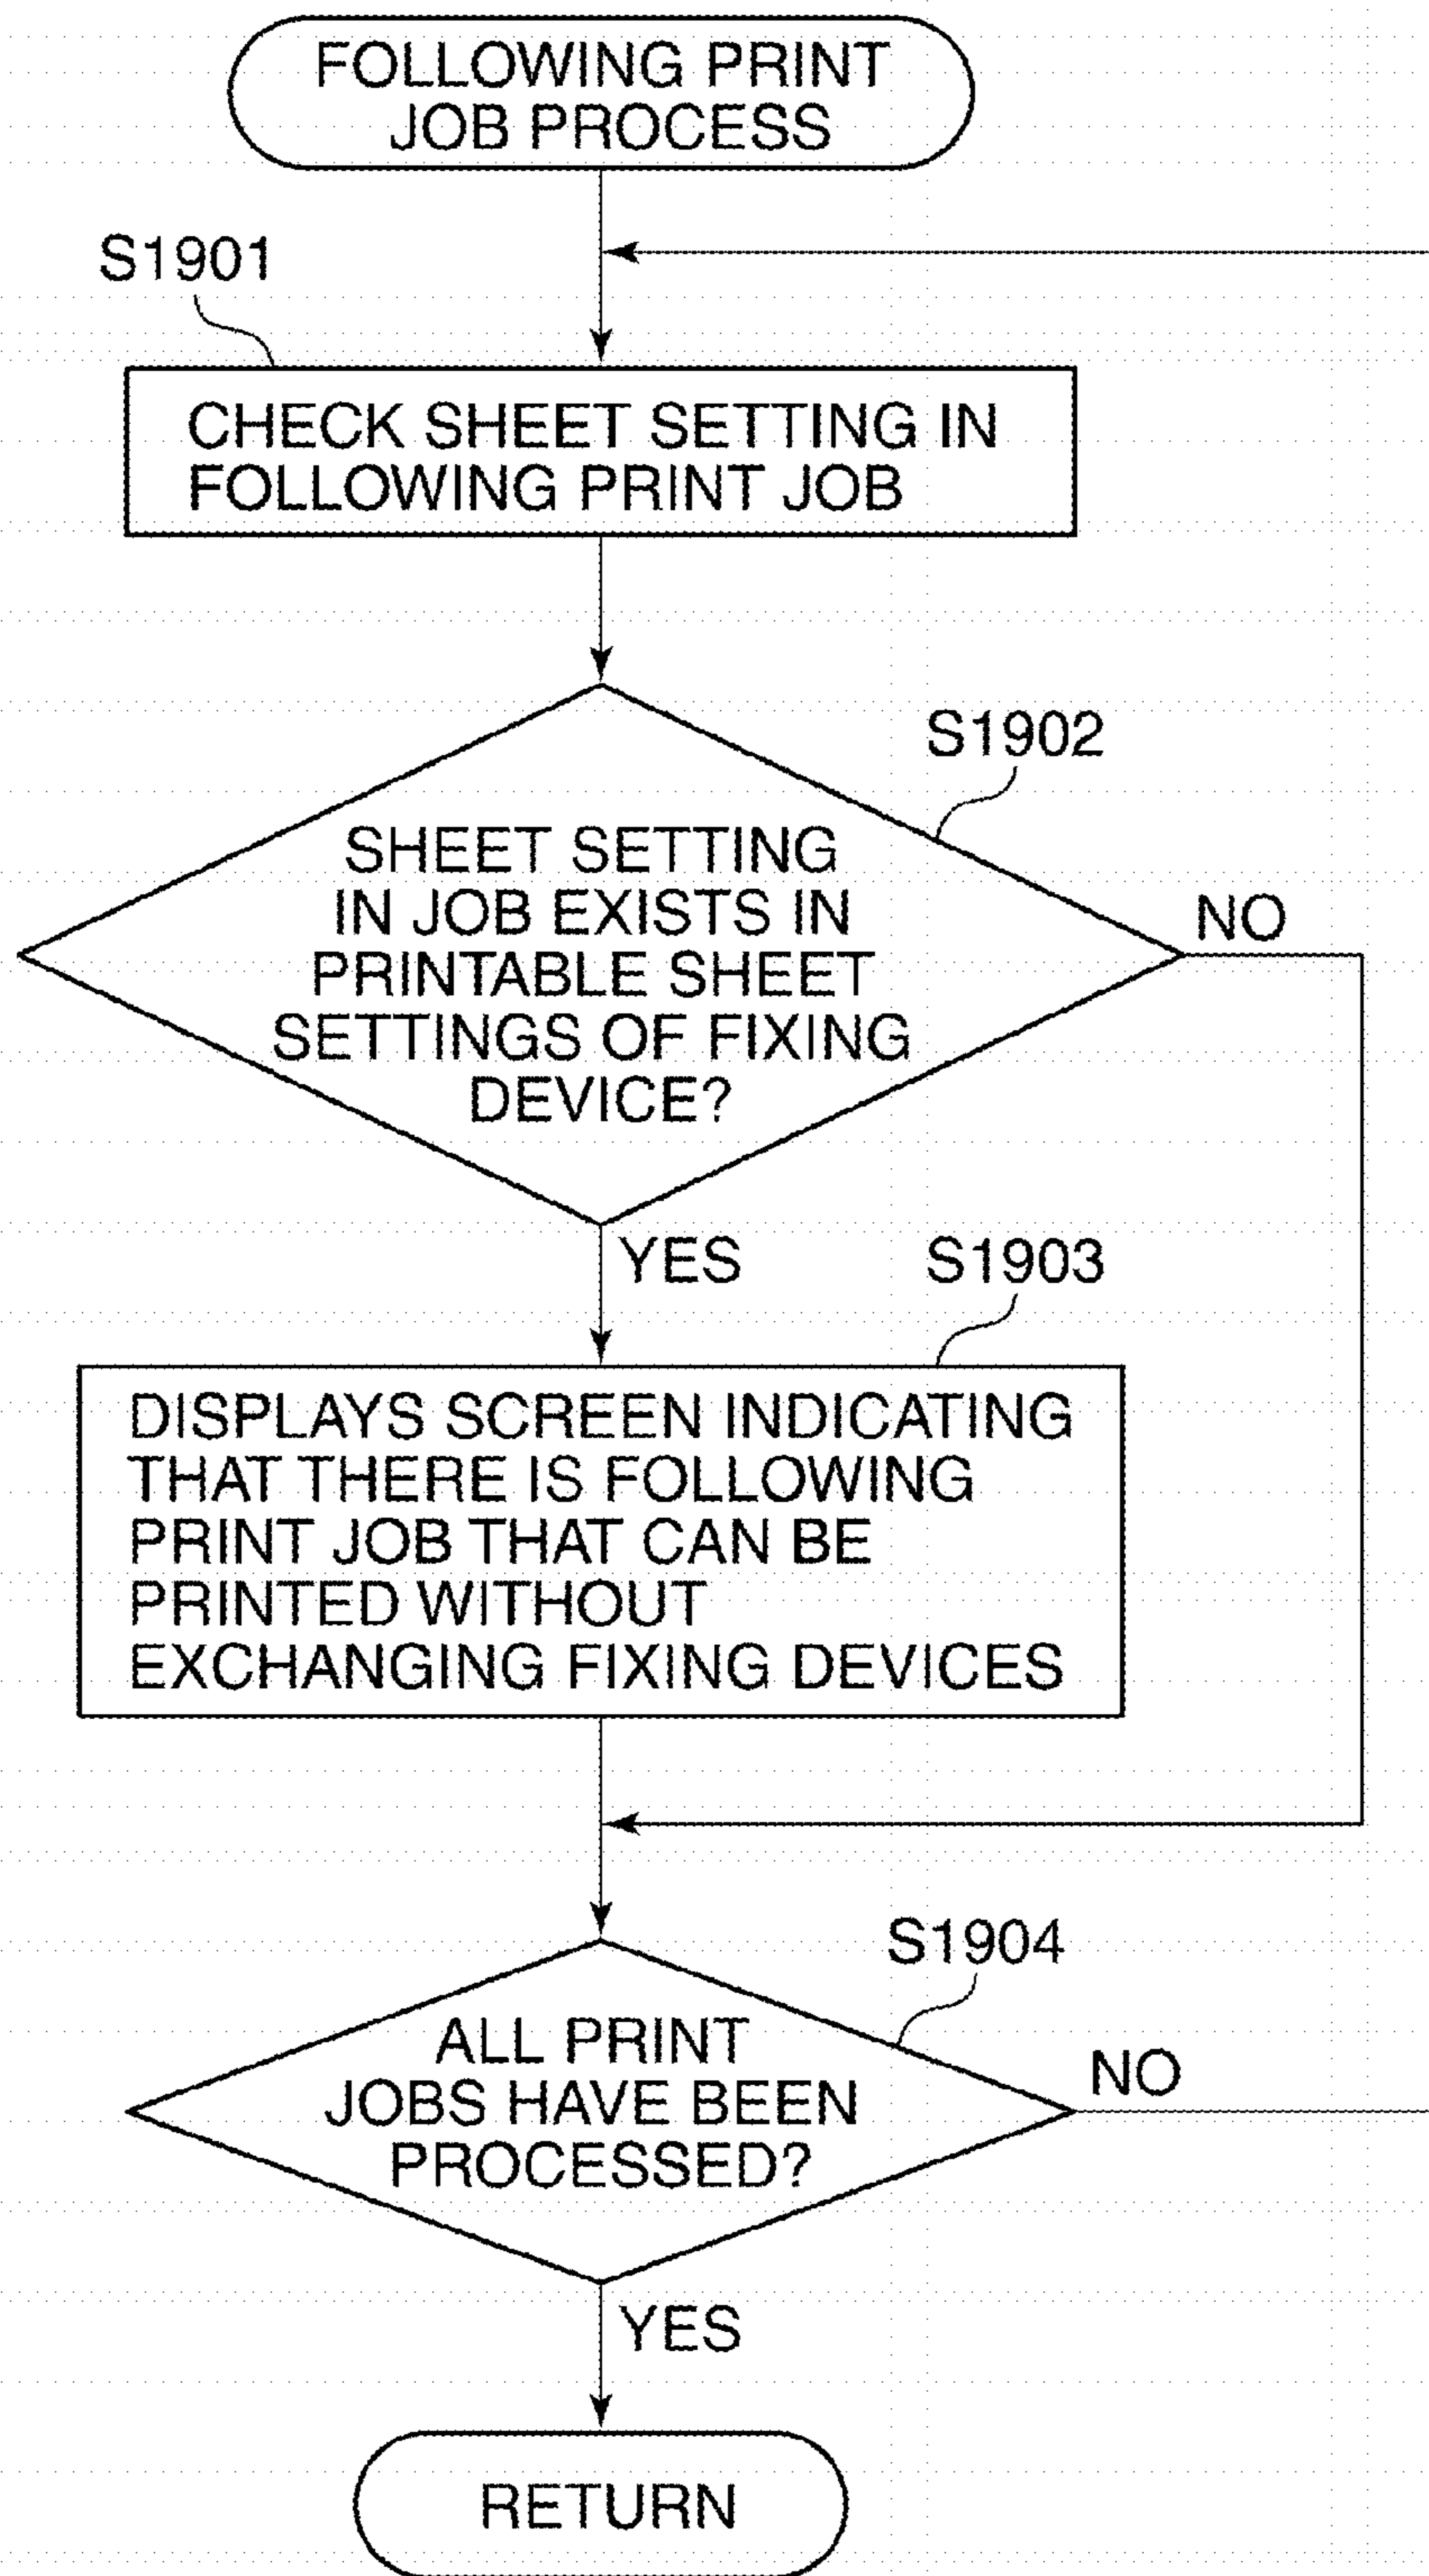 FOLLOWING PRINT
JOB PROCESS
S1901
CHECK SHEET SETTING IN
FOLLOWING PRINT JOB
S1902
SHEET SETTING
IN JOB EXISTS IN
PRINTABLE SHEET
SETTINGS OF FIXING
DEVICE?
NO
YES
S1903
DISPLAYS SCREEN INDICATING
THAT THERE IS FOLLOWING
PRINT JOB THAT CAN BE
PRINTED WITHOUT
EXCHANGING FIXING DEVICES
S1904
ALL PRINT
JOBS HAVE BEEN
PROCESSED?
NO
YES
RETURN